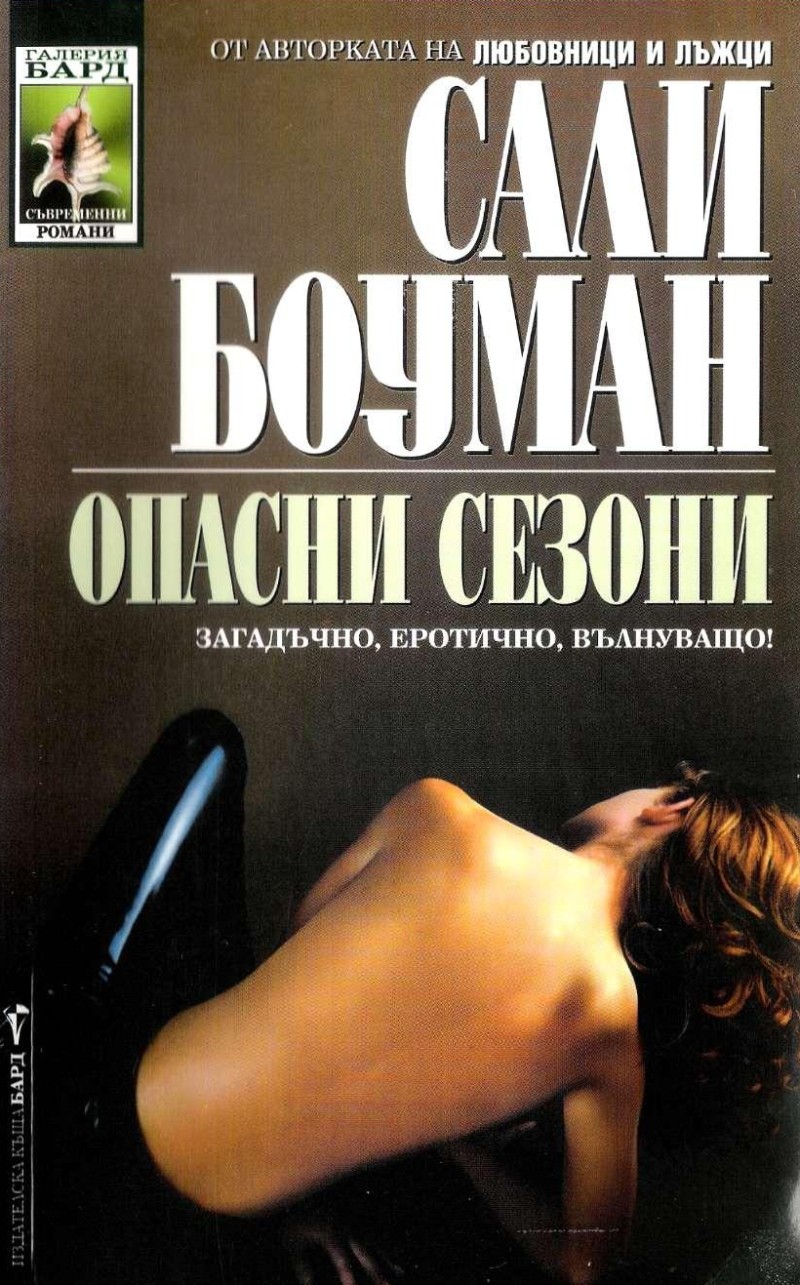 ГАЛЕРИЯ
БАРД
СЪВРЕМЕННИ
РОМАНИ
ОТ АВТОРКАТА НА ЛЮБОВНИЦИ И ЛЪЖЦИ
САЛИ
БОУМАН
ОПАСНИ СЕЗОНИ
ЗАГАДЪЧНО, ЕРОТИЧНО, ВЪЛНУВАЩО!
ИЗДАТЕЛСКА КЪЩА БАРД